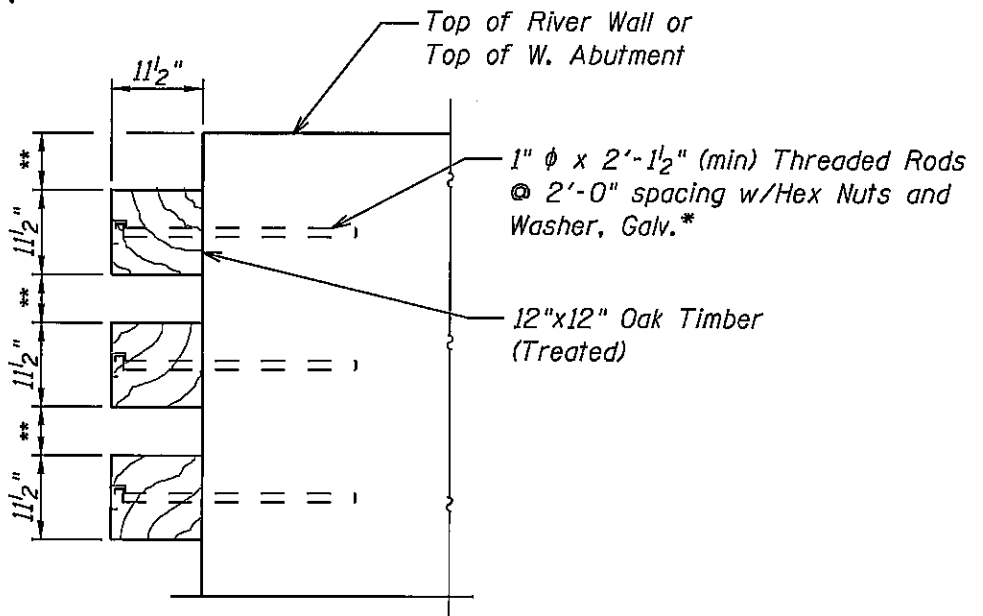 Top of River Wall or
Top of W. Abutment
11½"
**
1" ϕ x 2'-1½" (min) Threaded Rods
@ 2'-0" spacing w/Hex Nuts and
Washer, Galv.*
11½"
**
12"x12" Oak Timber
(Treated)
11½"
**
11½"